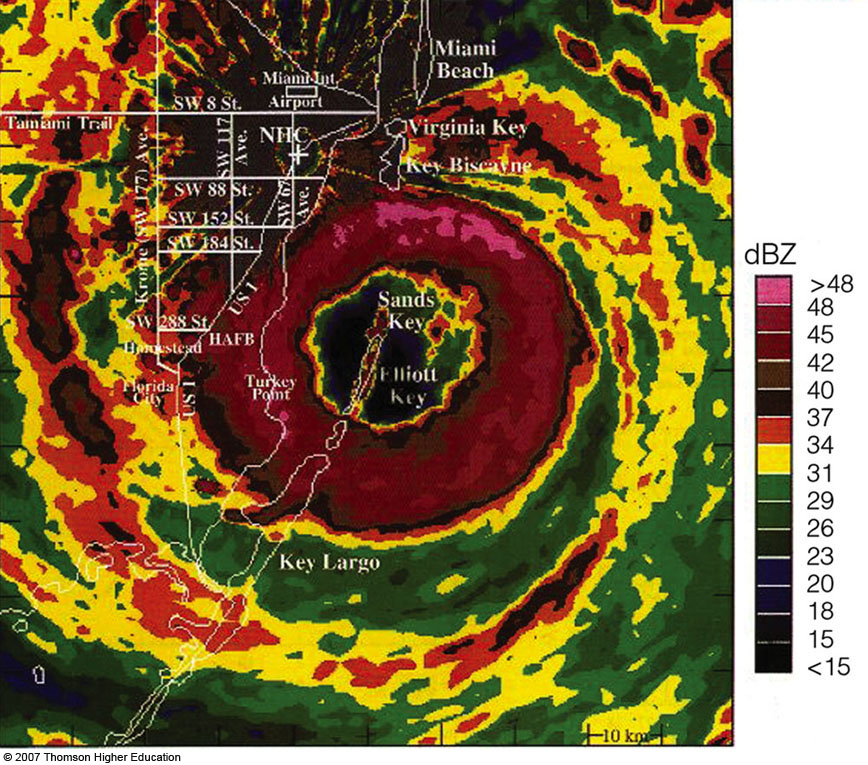 Miami
Beach
Miami Int.
Airport
SW 8 St.
Tamiami Trail
NHC
Virginia Key
Key Biscayne
Krome (SW 177) Ave.
SW 117
Ave.
SW 67
Ave.
SW 88 St.
SW 152 St.
SW 184 St.
US 1
SW 288 St.
HAFB
Homestead
Florida
City
US 1
Turkey
Point
Sands
Key
Elliott
Key
Key Largo
10 km
dBZ
>48
48
45
42
40
37
34
31
29
26
23
20
18
15
<15
© 2007 Thomson Higher Education